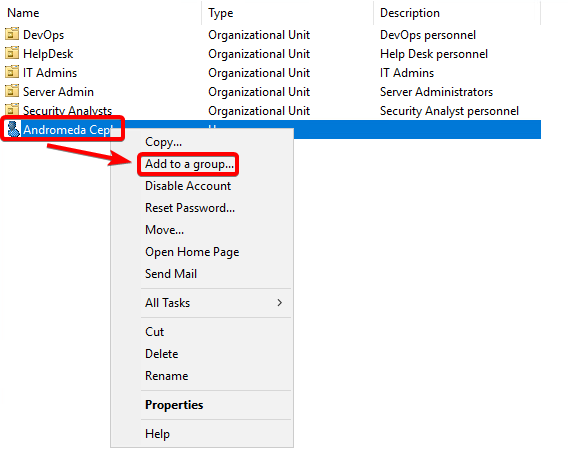 Name Type Description
DevOps Organizational Unit DevOps personnel
HelpDesk Organizational Unit Help Desk personnel
IT Admins Organizational Unit IT Admins
Server Admin Organizational Unit Server Administrators
Security Analysts Organizational Unit Security Analyst personnel
Andromeda
Copy...
Add to a group...
Disable Account
Reset Password...
Move...
Open Home Page
Send Mail
All Tasks
Cut
Delete
Rename
Properties
Help